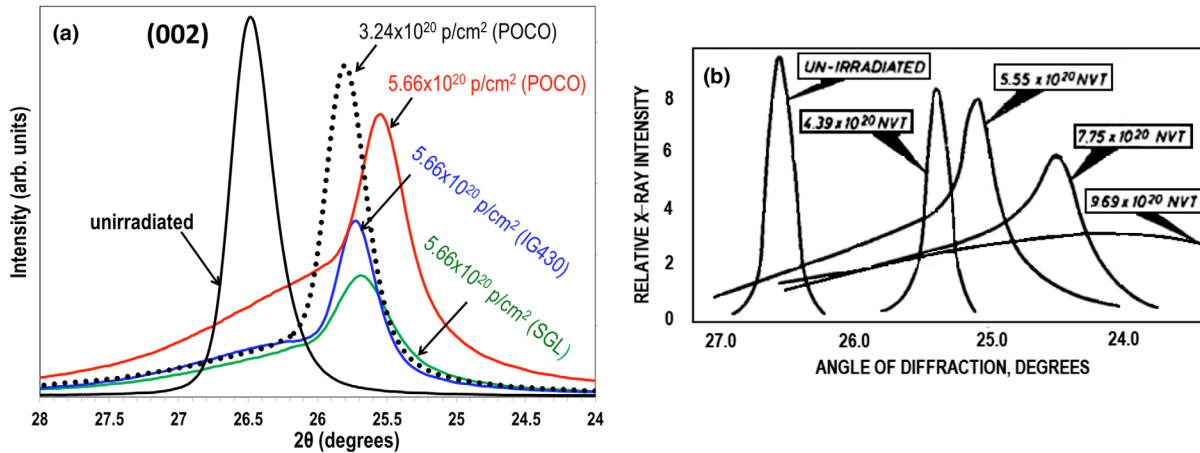 (a)
(002)
3.24x10²⁰ p/cm² (POCO)
5.66x10²⁰ p/cm² (POCO)
5.66x10²⁰ p/cm² (IG430)
5.66x10²⁰ p/cm² (SGL)
unirradiated
Intensity (arb. units)
28 27 26.5 26 25.5 25 24.5 24
2θ (degrees)
(b)
UN-IRRADIATED
5.55 x 10²⁰ NVT
4.39 x 10²⁰ NVT
7.75 x 10²⁰ NVT
9.69 x 10²⁰ NVT
RELATIVE X–RAY INTENSITY
8
6
4
2
0
27.0 26.0 25.0 24.0
ANGLE OF DIFFRACTION, DEGREES